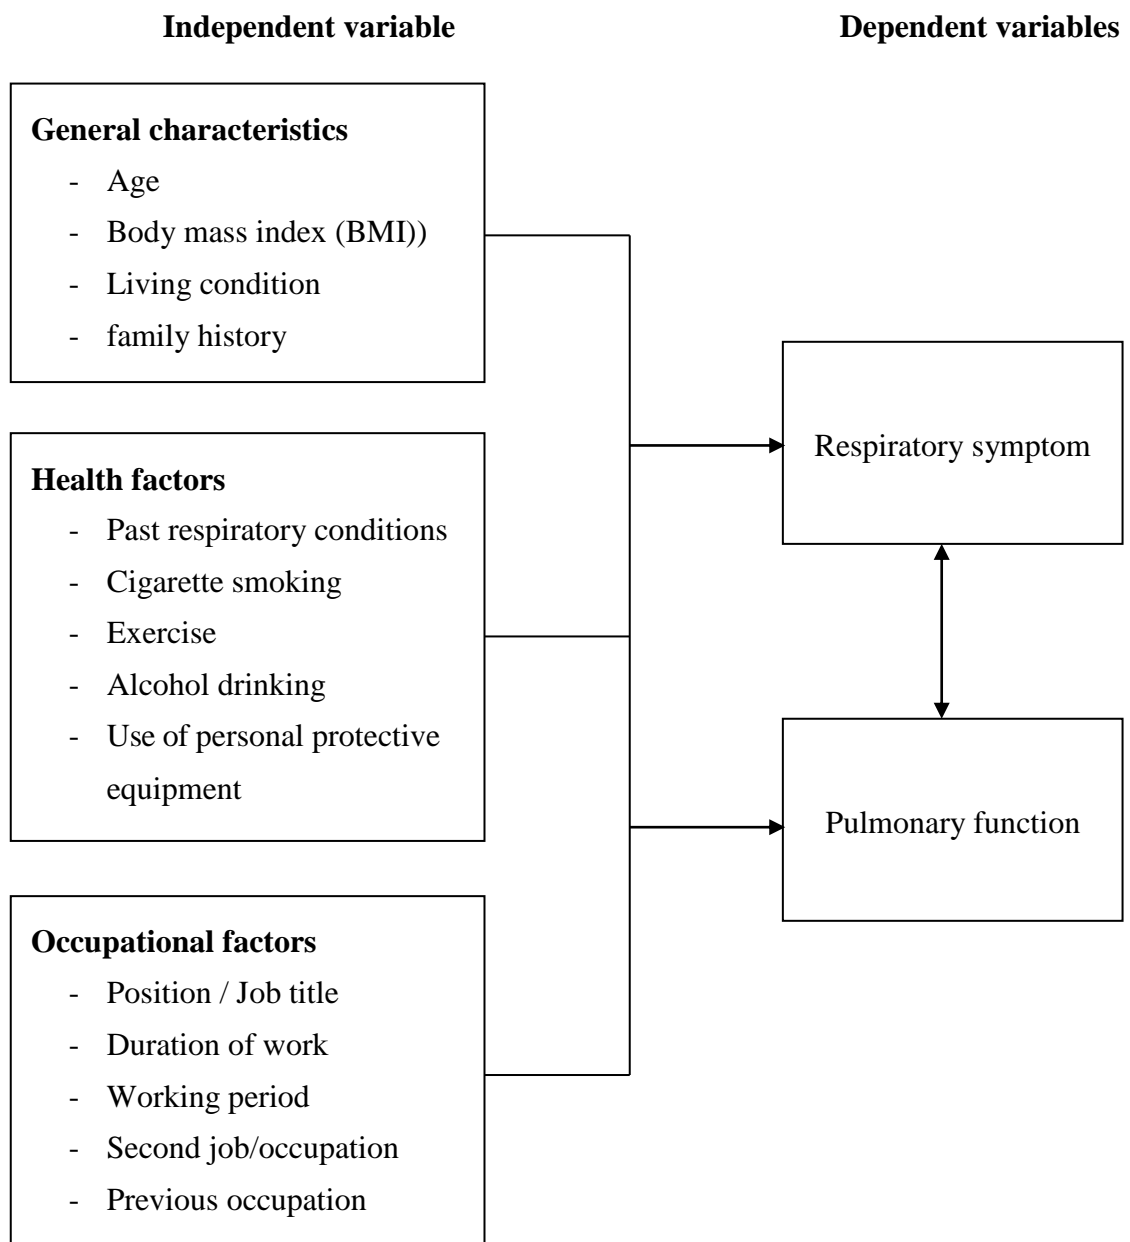 Independent variable
Dependent variables
General characteristics
- Age
- Body mass index (BMI))
- Living condition
- family history
Health factors
- Past respiratory conditions
- Cigarette smoking
- Exercise
- Alcohol drinking
- Use of personal protective
equipment
Occupational factors
- Position / Job title
- Duration of work
- Working period
- Second job/occupation
- Previous occupation
Respiratory symptom
Pulmonary function